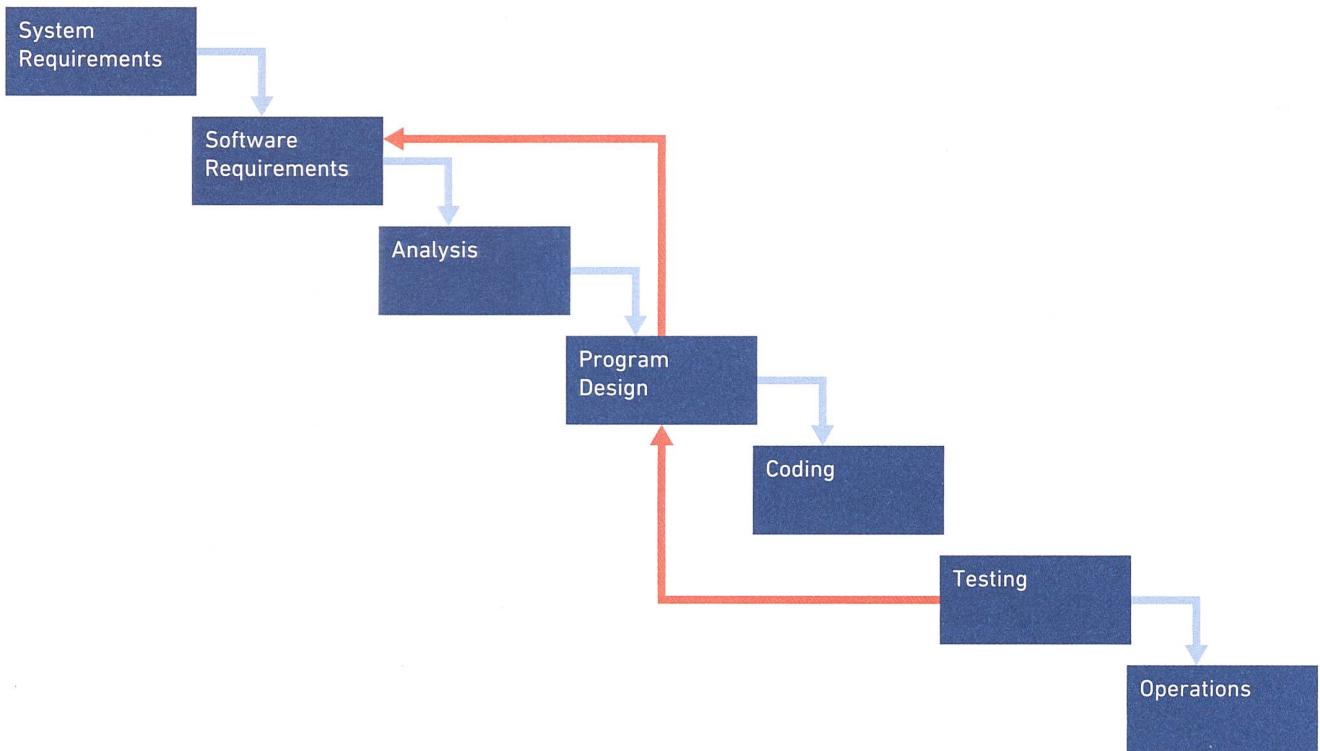 System
Requirements
Software
Requirements
Analysis
Program
Design
Coding
Testing
Operations